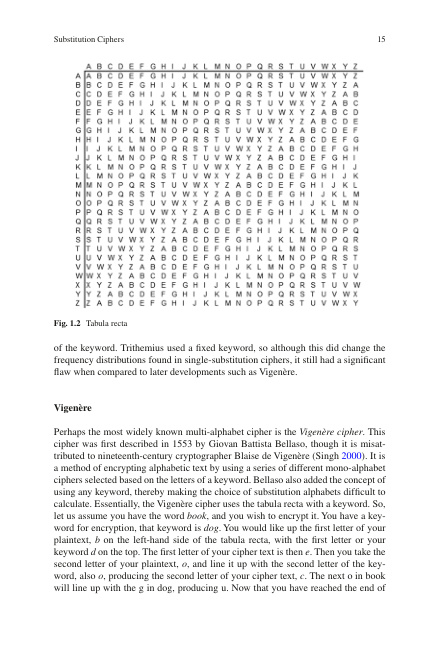 Substitution Ciphers 15
A B C D E F G H I J K L M N O P Q R S T U V W X Y Z
A A B C D E F G H I J K L M N O P Q R S T U V W X Y Z
B B C D E F G H I J K L M N O P Q R S T U V W X Y Z A
C C D E F G H I J K L M N O P Q R S T U V W X Y Z A B
D D E F G H I J K L M N O P Q R S T U V W X Y Z A B C
E E F G H I J K L M N O P Q R S T U V W X Y Z A B C D
F F G H I J K L M N O P Q R S T U V W X Y Z A B C D E
G G H I J K L M N O P Q R S T U V W X Y Z A B C D E F
H H I J K L M N O P Q R S T U V W X Y Z A B C D E F G
I I J K L M N O P Q R S T U V W X Y Z A B C D E F G H
J J K L M N O P Q R S T U V W X Y Z A B C D E F G H I
K K L M N O P Q R S T U V W X Y Z A B C D E F G H I J
L L M N O P Q R S T U V W X Y Z A B C D E F G H I J K
M M N O P Q R S T U V W X Y Z A B C D E F G H I J K L
N N O P Q R S T U V W X Y Z A B C D E F G H I J K L M
O O P Q R S T U V W X Y Z A B C D E F G H I J K L M N
P P Q R S T U V W X Y Z A B C D E F G H I J K L M N O
Q Q R S T U V W X Y Z A B C D E F G H I J K L M N O P
R R S T U V W X Y Z A B C D E F G H I J K L M N O P Q
S S T U V W X Y Z A B C D E F G H I J K L M N O P Q R
T T U V W X Y Z A B C D E F G H I J K L M N O P Q R S
U U V W X Y Z A B C D E F G H I J K L M N O P Q R S T
V V W X Y Z A B C D E F G H I J K L M N O P Q R S T U
W W X Y Z A B C D E F G H I J K L M N O P Q R S T U V
X X Y Z A B C D E F G H I J K L M N O P Q R S T U V W
Y Y Z A B C D E F G H I J K L M N O P Q R S T U V W X
Z Z A B C D E F G H I J K L M N O P Q R S T U V W X Y
Fig. 1.2 Tabula recta
of the keyword. Trithemius used a fixed keyword, so although this did change the
frequency distributions found in single-substitution ciphers, it still had a significant
flaw when compared to later developments such as Vigenère.
Vigenère
Perhaps the most widely known multi-alphabet cipher is the Vigenère cipher. This
cipher was first described in 1553 by Giovan Battista Bellaso, though it is misat-
tributed to nineteenth-century cryptographer Blaise de Vigenère (Singh 2000). It is
a method of encrypting alphabetic text by using a series of different mono-alphabet
ciphers selected based on the letters of a keyword. Bellaso also added the concept of
using any keyword, thereby making the choice of substitution alphabets difficult to
calculate. Essentially, the Vigenère cipher uses the tabula recta with a keyword. So,
let us assume you have the word book, and you wish to encrypt it. You have a key-
word for encryption, that keyword is dog. You would like up the first letter of your
plaintext, b on the left-hand side of the tabula recta, with the first letter or your
keyword d on the top. The first letter of your cipher text is then e. Then you take the
second letter of your plaintext, o, and line it up with the second letter of the key-
word, also o, producing the second letter of your cipher text, c. The next o in book
will line up with the g in dog, producing u. Now that you have reached the end of